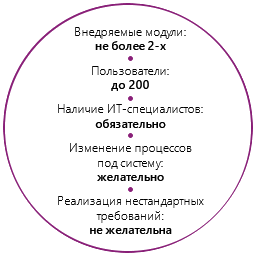 Внедряемые модули:
не более 2-х
Пользователи:
до 200
Наличие ИТ-специалистов:
обязательно
Изменение процессов
под систему:
желательно
Реализация нестандартных
требований:
не желательна